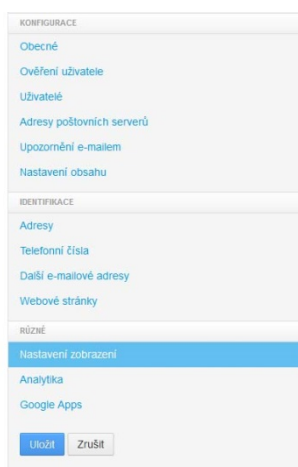 KONFIGURACE
Obecné
Ověření uživatele
Uživatelé
Adresy poštovních serverů
Upozornění e-mailem
Nastavení obsahu
IDENTIFIKACE
Adresy
Telefonní čísla
Další e-mailové adresy
Webové stránky
RŮZNÉ
Nastavení zobrazení
Analytika
Google Apps
Uložit Zrušit